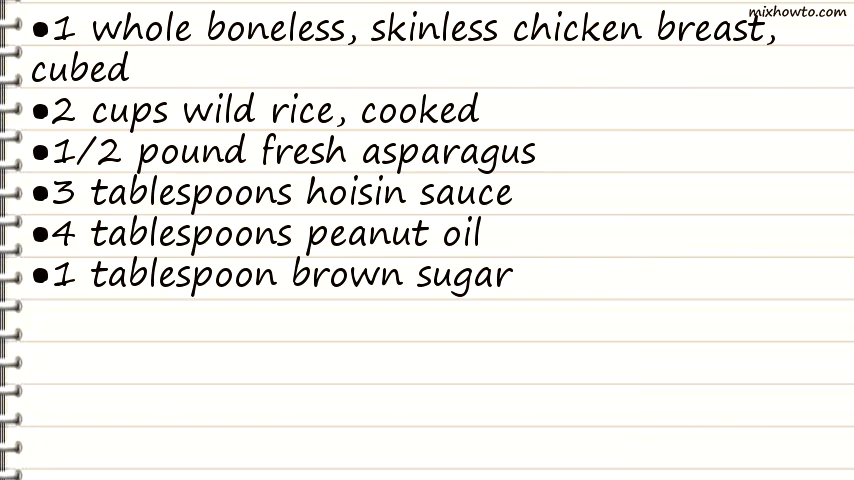 mixhowto.com
●1 whole boneless, skinless chicken breast,
cubed
●2 cups wild rice, cooked
●1/2 pound fresh asparagus
●3 tablespoons hoisin sauce
●4 tablespoons peanut oil
●1 tablespoon brown sugar